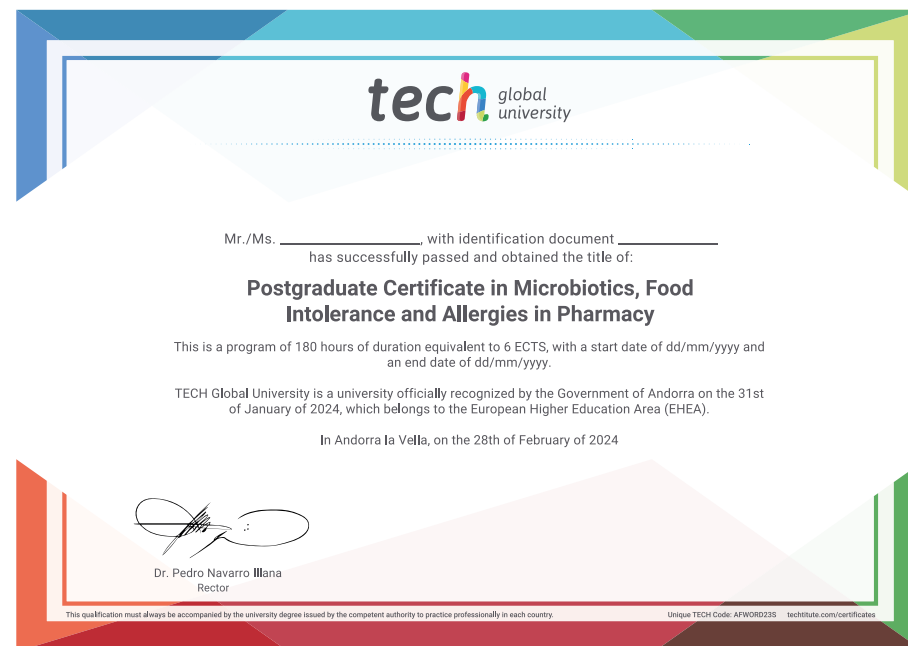 tech global university
Mr./Ms. ____________, with identification document ____________
has successfully passed and obtained the title of:
Postgraduate Certificate in Microbiotics, Food
Intolerance and Allergies in Pharmacy
This is a program of 180 hours of duration equivalent to 6 ECTS, with a start date of dd/mm/yyyy and
an end date of dd/mm/yyyy.
TECH Global University is a university officially recognized by the Government of Andorra on the 31st
of January of 2024, which belongs to the European Higher Education Area (EHEA).
In Andorra la Vella, on the 28th of February of 2024
Dr. Pedro Navarro Illana
Rector
This qualification must always be accompanied by the university degree issued by the competent authority to practice professionally in each country. Unique TECH Code: AFWORD23S techtitute.com/certificates